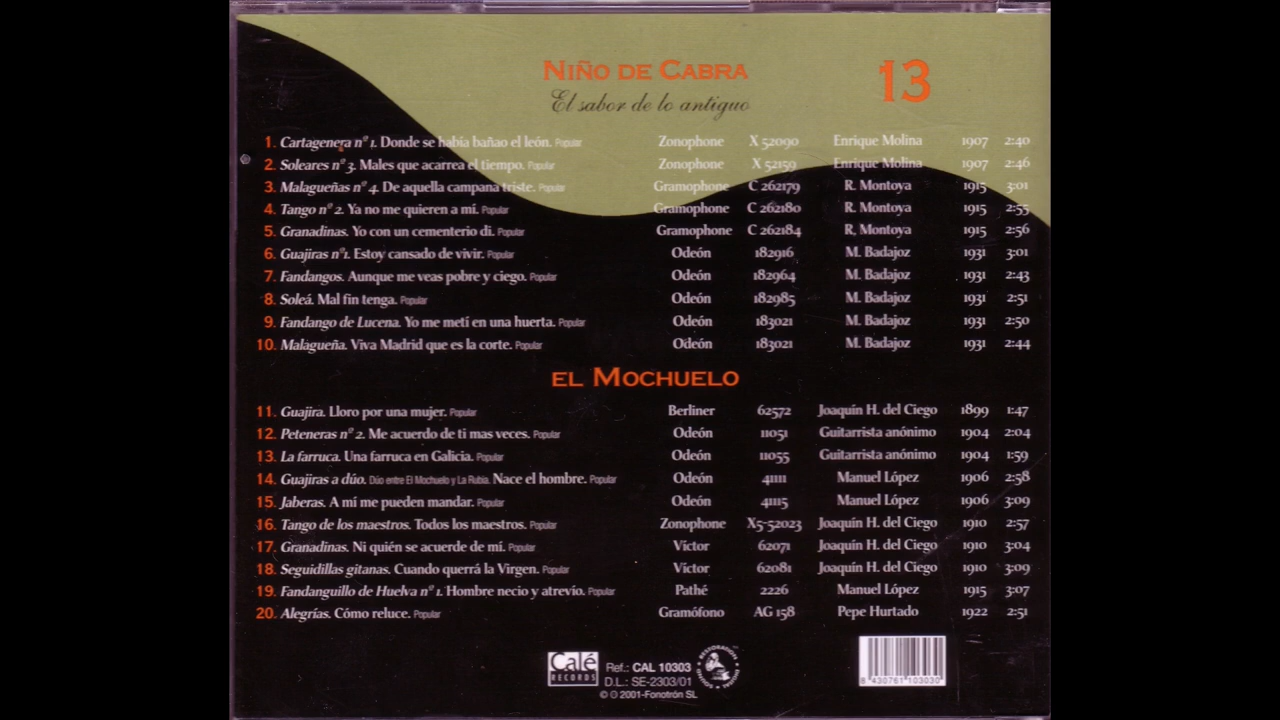 NIÑO DE CABRA
13
El sabor de lo antiguo
1. Cartagenera nº 1. Donde se había bañao el león. Popular Zonophone X 52090 Enrique Molina 1907 2:40
2. Soleares nº 3. Males que acarrea el tiempo. Popular Zonophone X 52159 Enrique Molina 1907 2:46
3. Malagueñas nº 4. De aquella campana triste. Popular Gramophone C 262179 R. Montoya 1915 3:01
4. Tango nº 2. Ya no me quieren a mí. Popular Gramophone C 262180 R. Montoya 1915 2:55
5. Granadinas. Yo con un cementerio di. Popular Gramophone C 262184 R, Montoya 1915 2:56
6. Guajiras nº1. Estoy cansado de vivir. Popular Odeón 182916 M. Badajoz 1931 3:01
7. Fandangos. Aunque me veas pobre y ciego. Popular Odeón 182964 M. Badajoz 1931 2:43
8. Soleá. Mal fin tenga. Popular Odeón 182985 M. Badajoz 1931 2:51
9. Fandango de Lucena. Yo me metí en una huerta. Popular Odeón 183021 M. Badajoz 1931 2:50
10. Malagueña. Viva Madrid que es la corte. Popular Odeón 183021 M. Badajoz 1931 2:44
EL MOCHUELO
11. Guajira. Lloro por una mujer. Popular Berliner 62572 Joaquín H. del Ciego 1899 1:47
12. Peteneras nº 2. Me acuerdo de ti mas veces. Popular Odeón 11051 Guitarrista anónimo 1904 2:04
13. La farruca. Una farruca en Galicia. Popular Odeón 11055 Guitarrista anónimo 1904 1:59
14. Guajiras a dúo. Dúo entre El Mochuelo y La Rubia. Nace el hombre. Popular Odeón 41111 Manuel López 1906 2:58
15. Jaberas. A mí me pueden mandar. Popular Odeón 41115 Manuel López 1906 3:09
16. Tango de los maestros. Todos los maestros. Popular Zonophone X5-52023 Joaquín H. del Ciego 1910 2:57
17. Granadinas. Ni quién se acuerde de mí. Popular Víctor 62071 Joaquín H. del Ciego 1910 3:04
18. Seguidillas gitanas. Cuando querrá la Virgen. Popular Víctor 62081 Joaquín H. del Ciego 1910 3:09
19. Fandanguillo de Huelva nº 1. Hombre necio y atrevío. Popular Pathé 2226 Manuel López 1915 3:07
20. Alegrías. Cómo reluce. Popular Gramófono AG 158 Pepe Hurtado 1922 2:51
Calé
RECORDS
Ref.: CAL 10303
D.L.: SE-2303/01
© ℗ 2001-Fonotrón SL
RESTORATION DIGITAL
8 430761 103030